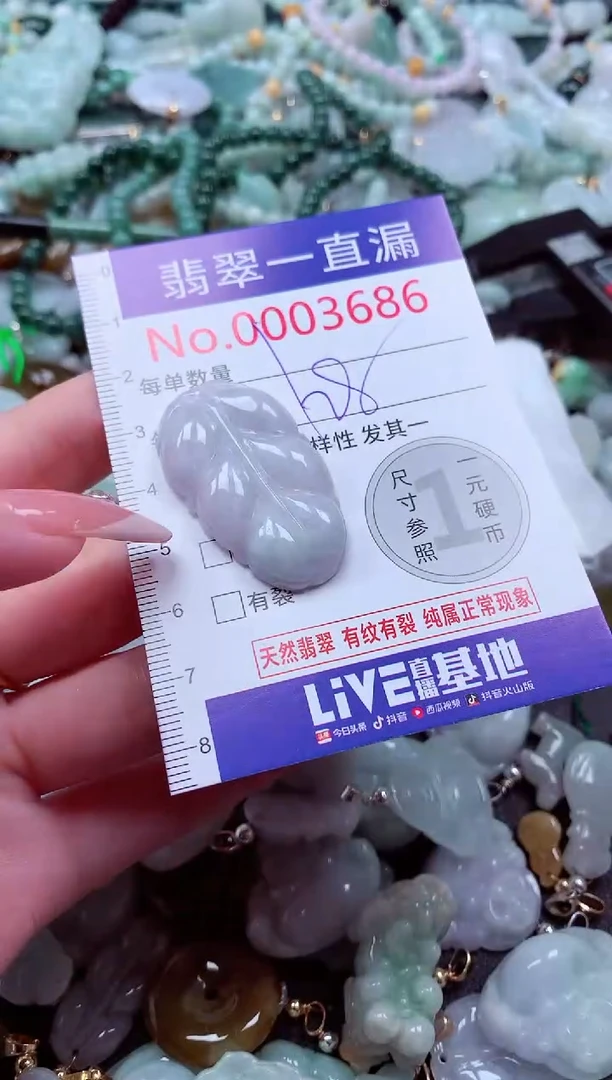 翡翠一直漏
No.0003686
每单数量
样性 发其一
尺寸参照
1
一元硬币
有裂
天然翡翠 有纹有裂 纯属正常现象
LiVE直播基地
今日头条 抖音 西瓜视频 抖音火山版
0
1
2
3
4
5
6
7
8